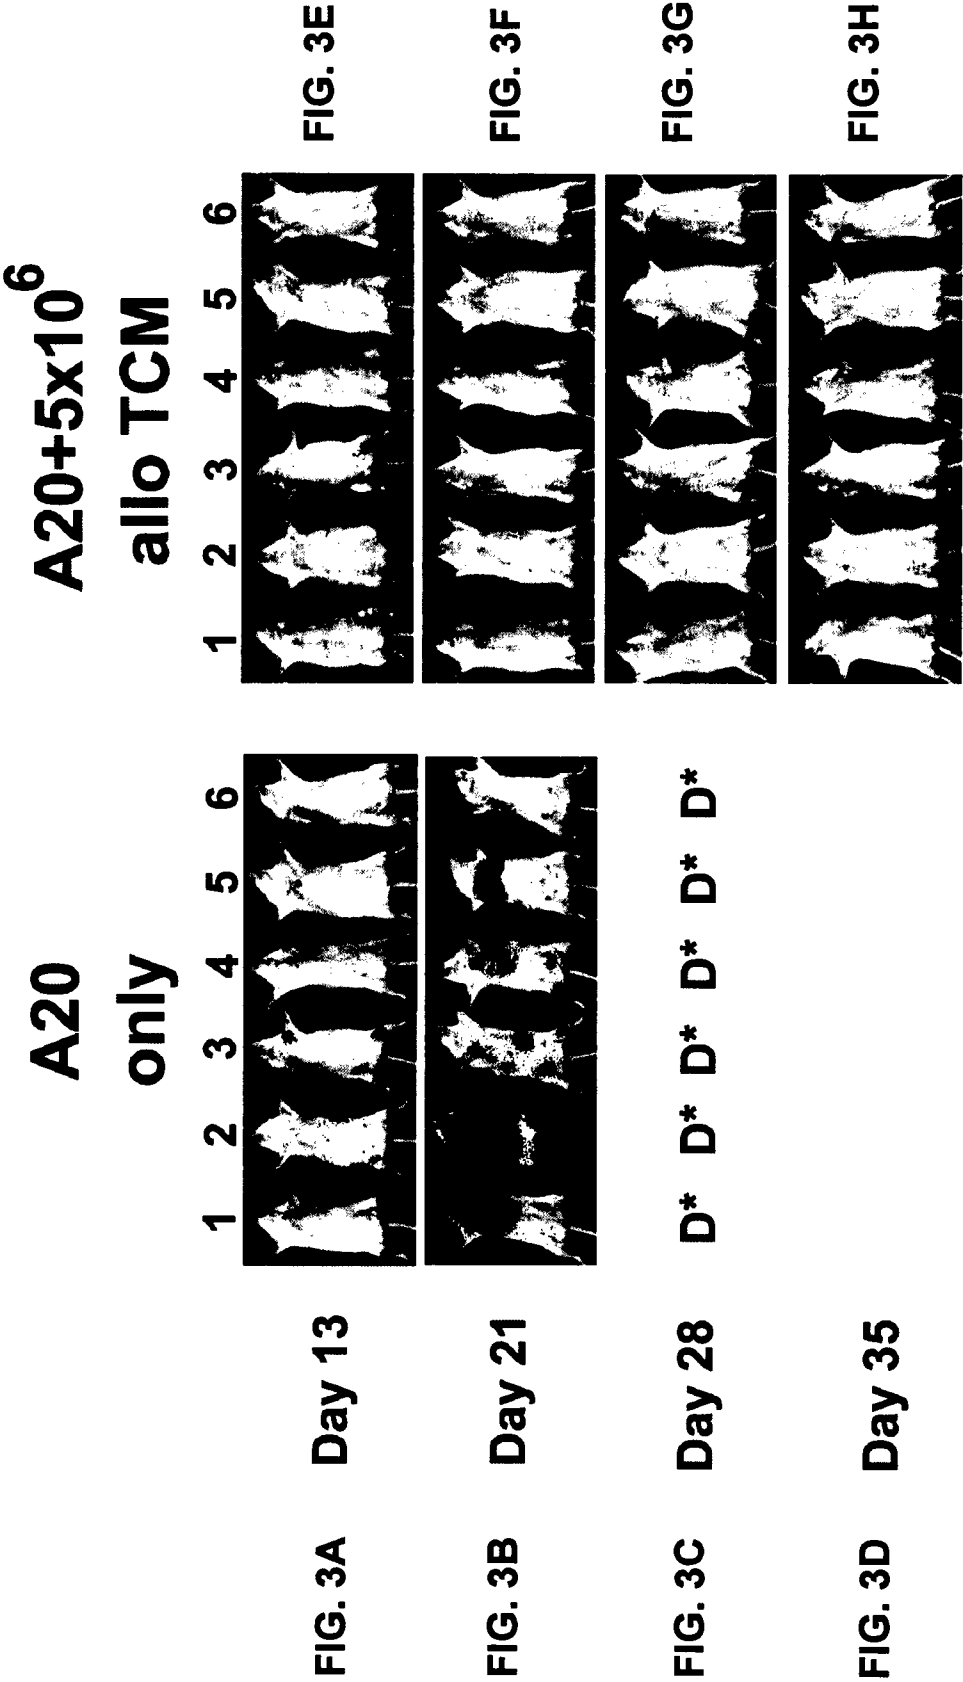 A20
only
A20+5x10^6
allo TCM
1 2 3 4 5 6
1 2 3 4 5 6
FIG. 3A Day 13 FIG. 3E
FIG. 3B Day 21 FIG. 3F
FIG. 3C Day 28 D* D* D* D* D* D* FIG. 3G
FIG. 3D Day 35 FIG. 3H